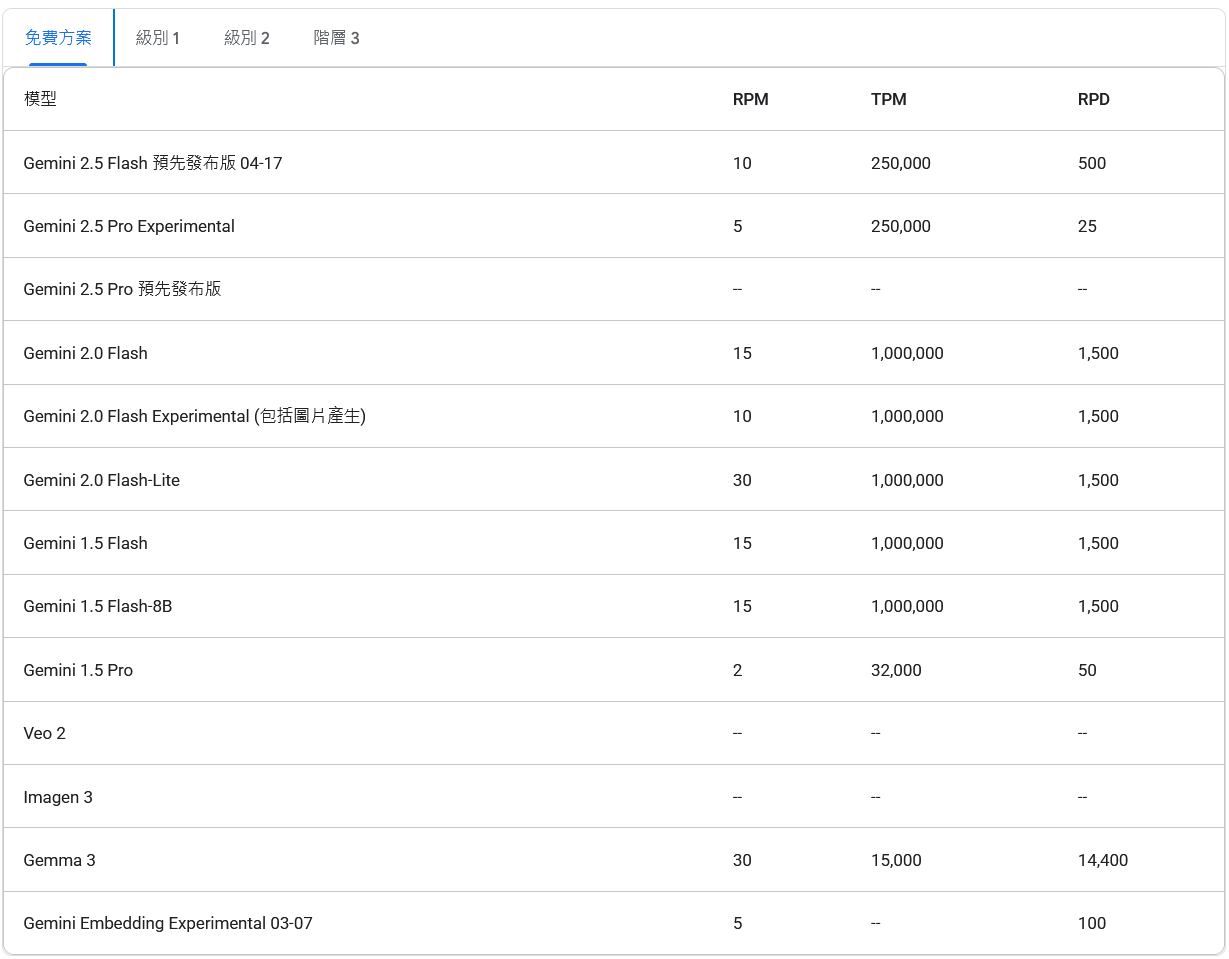 免費方案 級別 1 級別 2 階層 3
模型 RPM TPM RPD
Gemini 2.5 Flash 預先發布版 04-17 10 250,000 500
Gemini 2.5 Pro Experimental 5 250,000 25
Gemini 2.5 Pro 預先發布版 -- -- --
Gemini 2.0 Flash 15 1,000,000 1,500
Gemini 2.0 Flash Experimental (包括圖片產生) 10 1,000,000 1,500
Gemini 2.0 Flash-Lite 30 1,000,000 1,500
Gemini 1.5 Flash 15 1,000,000 1,500
Gemini 1.5 Flash-8B 15 1,000,000 1,500
Gemini 1.5 Pro 2 32,000 50
Veo 2 -- -- --
Imagen 3 -- -- --
Gemma 3 30 15,000 14,400
Gemini Embedding Experimental 03-07 5 -- 100